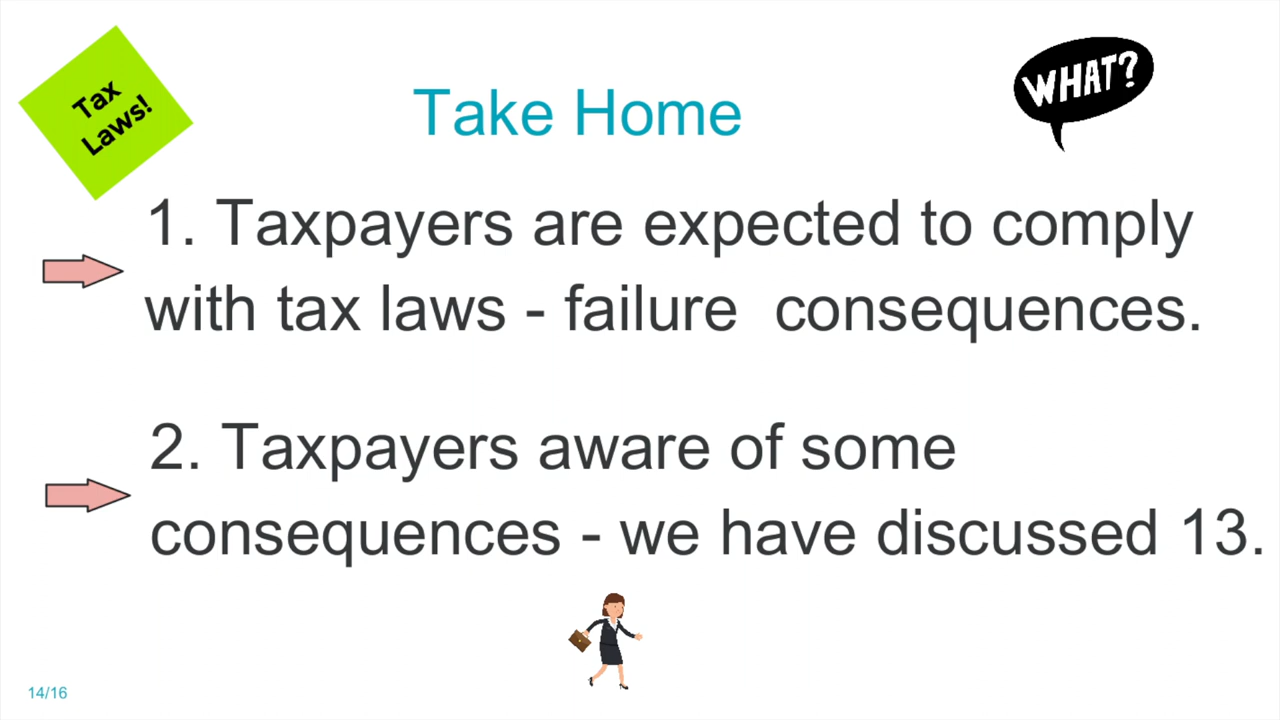 Tax
Laws!
WHAT?
Take Home
1. Taxpayers are expected to comply
with tax laws - failure  consequences.
2. Taxpayers aware of some
consequences - we have discussed 13.
14/16